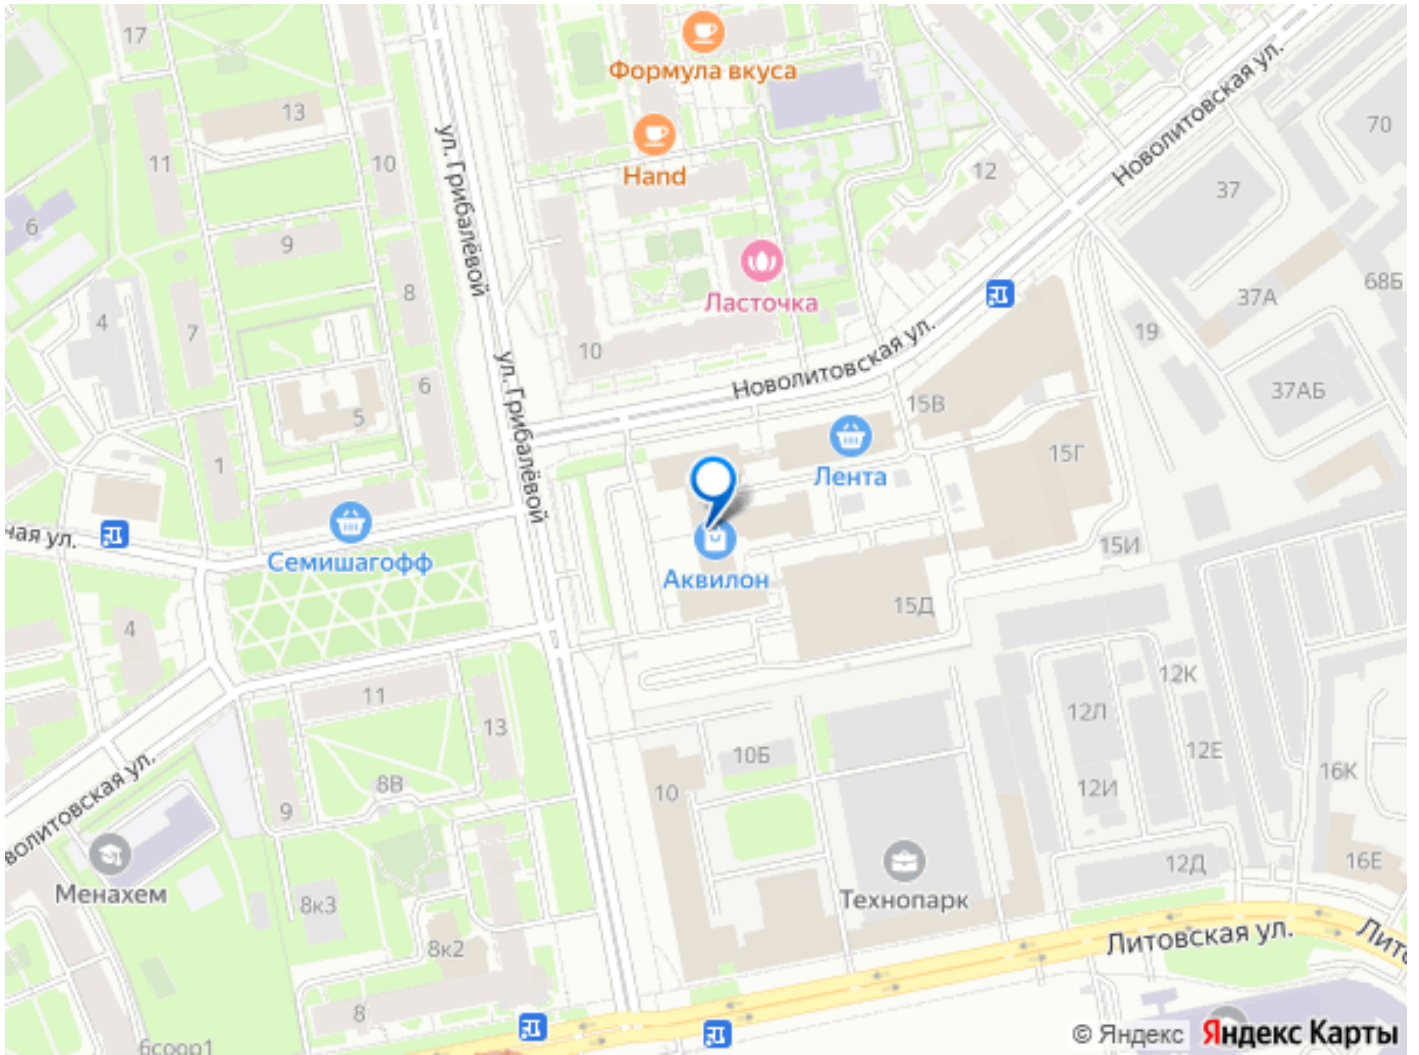 17
Формула вкуса
13
ул. Грибалёвой
11
10
Hand
Новолитовская ул.
70
12
37
6
9
Ласточка
8
4
7
37А
68Б
19
10
Новолитовская ул.
6
ул. Грибалёвой
5
15В
37АБ
1
15Г
Лента
ная ул.
Семишагофф
Аквилон
15И
15Д
4
12К
11
12Л
13
10Б
12Е
8В
10
16К
12И
9
волитовская ул.
Менахем
12Д
16Е
8к3
Технопарк
8к2
Литовская ул.
Лито
8
6соор1
© Яндекс Яндекс Карты